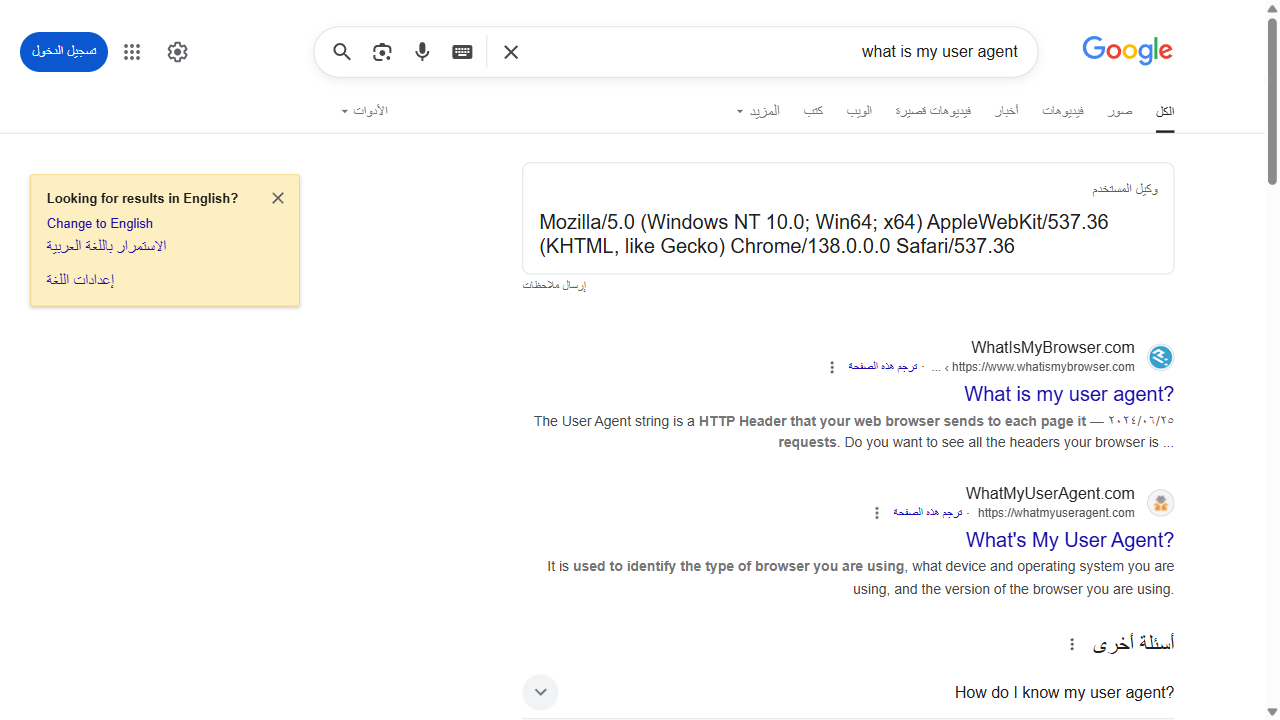 Google
what is my user agent
تسجيل الدخول
الكل
صور
فيديوهات
أخبار
فيديوهات قصيرة
الويب
كتب
المزيد
الأدوات
Looking for results in English?
Change to English
الاستمرار باللغة العربية
إعدادات اللغة
وكيل المستخدم
Mozilla/5.0 (Windows NT 10.0; Win64; x64) AppleWebKit/537.36
(KHTML, like Gecko) Chrome/138.0.0.0 Safari/537.36
إرسال ملاحظات
WhatIsMyBrowser.com
https://www.whatismybrowser.com › ... · ترجم هذه الصفحة
What is my user agent?
٢٠٢٤/٠٦/٢٥ — The User Agent string is a HTTP Header that your web browser sends to each page it
requests. Do you want to see all the headers your browser is ...
WhatMyUserAgent.com
https://whatmyuseragent.com · ترجم هذه الصفحة
What's My User Agent?
It is used to identify the type of browser you are using, what device and operating system you are
using, and the version of the browser you are using.
أسئلة أخرى
How do I know my user agent?